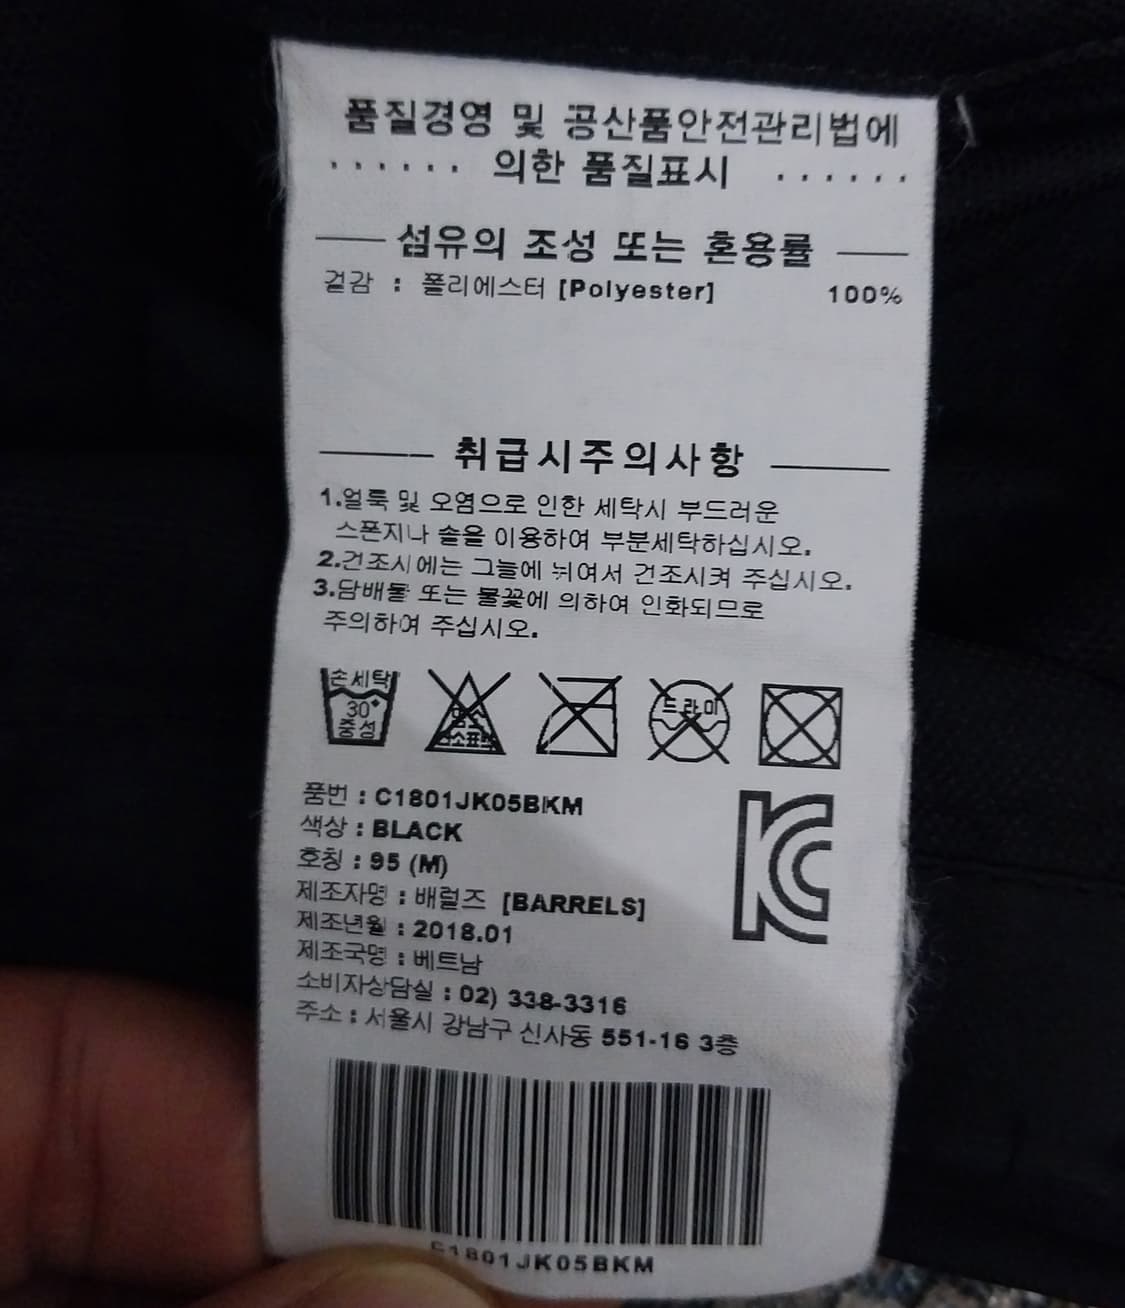 품질경영 및 공산품안전관리법에
...... 의한 품질표시 ......
섬유의 조성 또는 혼용률
겉감 : 폴리에스터 [Polyester] 100%
취급시주의사항
1.얼룩 및 오염으로 인한 세탁시 부드러운
스폰지나 솔을 이용하여 부분세탁하십시오.
2.건조시에는 그늘에 뉘여서 건조시켜 주십시오.
3.담배불 또는 불꽃에 의하여 인화되므로
주의하여 주십시오.
손세탁
30°
중성
드라이
품번 : C1801JK05BKM
색상 : BLACK
호칭 : 95 (M)
제조자명 : 배럴즈 [BARRELS]
제조년월 : 2018.01
제조국명 : 베트남
소비자상담실 : 02) 338-3316
주소 : 서울시 강남구 신사동 551-16 3층
KC
C1801JK05BKM